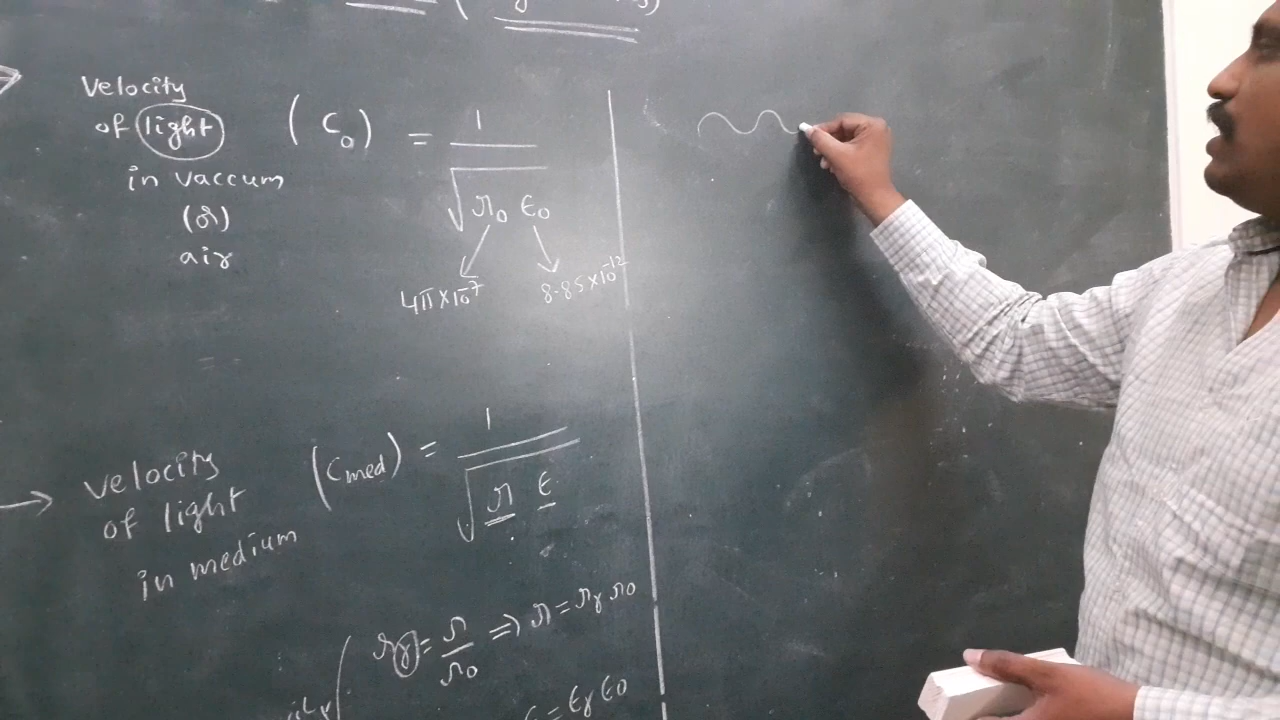 Velocity
of light (C₀) = 1/√(μ₀ ε₀)
in vaccum
(or)
air
4π×10⁻⁷ 8.85×10⁻¹²
→ velocity (Cmed) = 1/√(μ ε)
of light
in medium
μr = μ/μ₀ ⇒ μ = μr μ₀
= εr ε₀